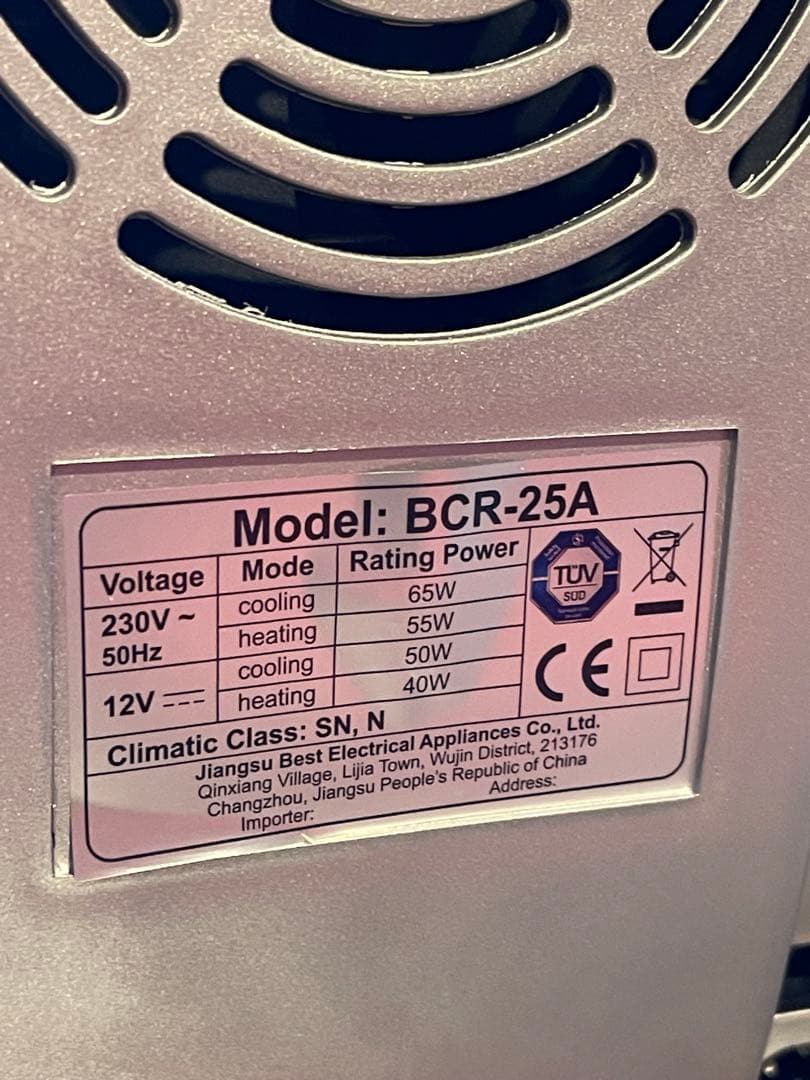 Model: BCR-25A
Voltage Mode Rating Power
230V ~ 50Hz cooling 65W
heating 55W
12V ⎓ cooling 50W
heating 40W
TÜV
SÜD
CE
Climatic Class: SN, N
Jiangsu Best Electrical Appliances Co., Ltd.
Qinxiang Village, Lijia Town, Wujin District, 213176
Changzhou, Jiangsu People's Republic of China
Importer: Address: